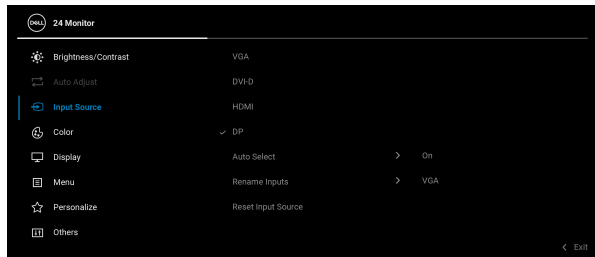 DELL 24 Monitor
Brightness/Contrast VGA
Auto Adjust DVI-D
Input Source HDMI
Color DP
Display Auto Select On
Menu Rename Inputs VGA
Personalize Reset Input Source
Others
Exit